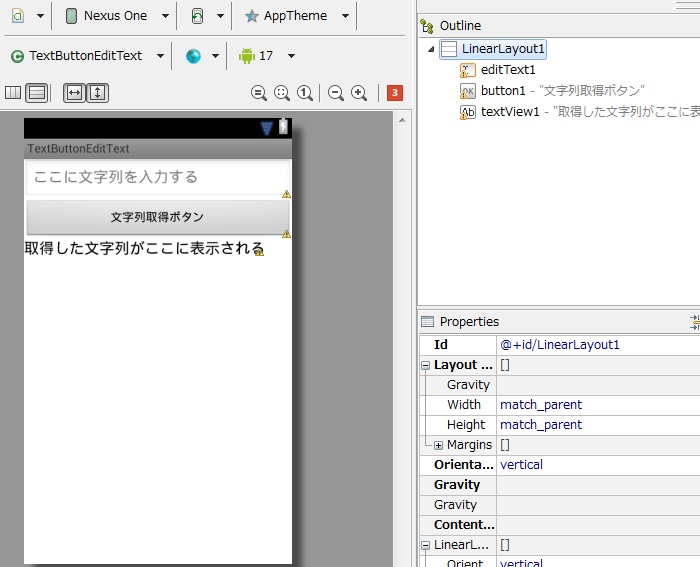 Nexus One
AppTheme
TextButtonEditText
17
1
3
TextButtonEditText
ここに文字列を入力する
文字列取得ボタン
取得した文字列がここに表示される
Outline
LinearLayout1
editText1
OK button1 - "文字列取得ボタン"
Ab textView1 - "取得した文字列がここに表
Properties
Id @+id/LinearLayout1
Layout ... []
Gravity
Width match_parent
Height match_parent
Margins []
Orienta... vertical
Gravity
Gravity
Conten...
LinearL... []
Orient vertical